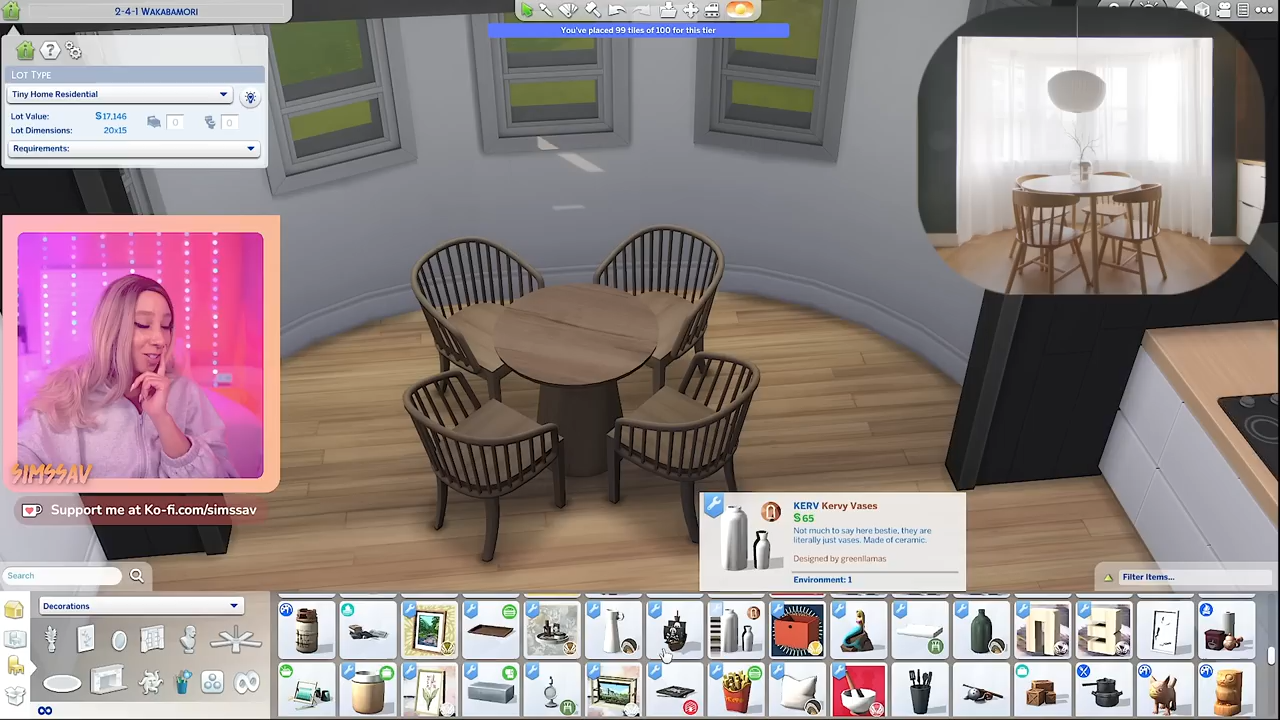 2-4-1 Wakabamori
You've placed 99 tiles of 100 for this tier
Lot Type
Tiny Home Residential
Lot Value: §17,146
0
0
Lot Dimensions: 20x15
Requirements:
SIMSSAV
Support me at Ko-fi.com/simssav
KERV Kervy Vases
§65
Not much to say here bestie, they are
literally just vases. Made of ceramic.
Designed by greenllamas
Environment: 1
Search
Filter Items...
Decorations